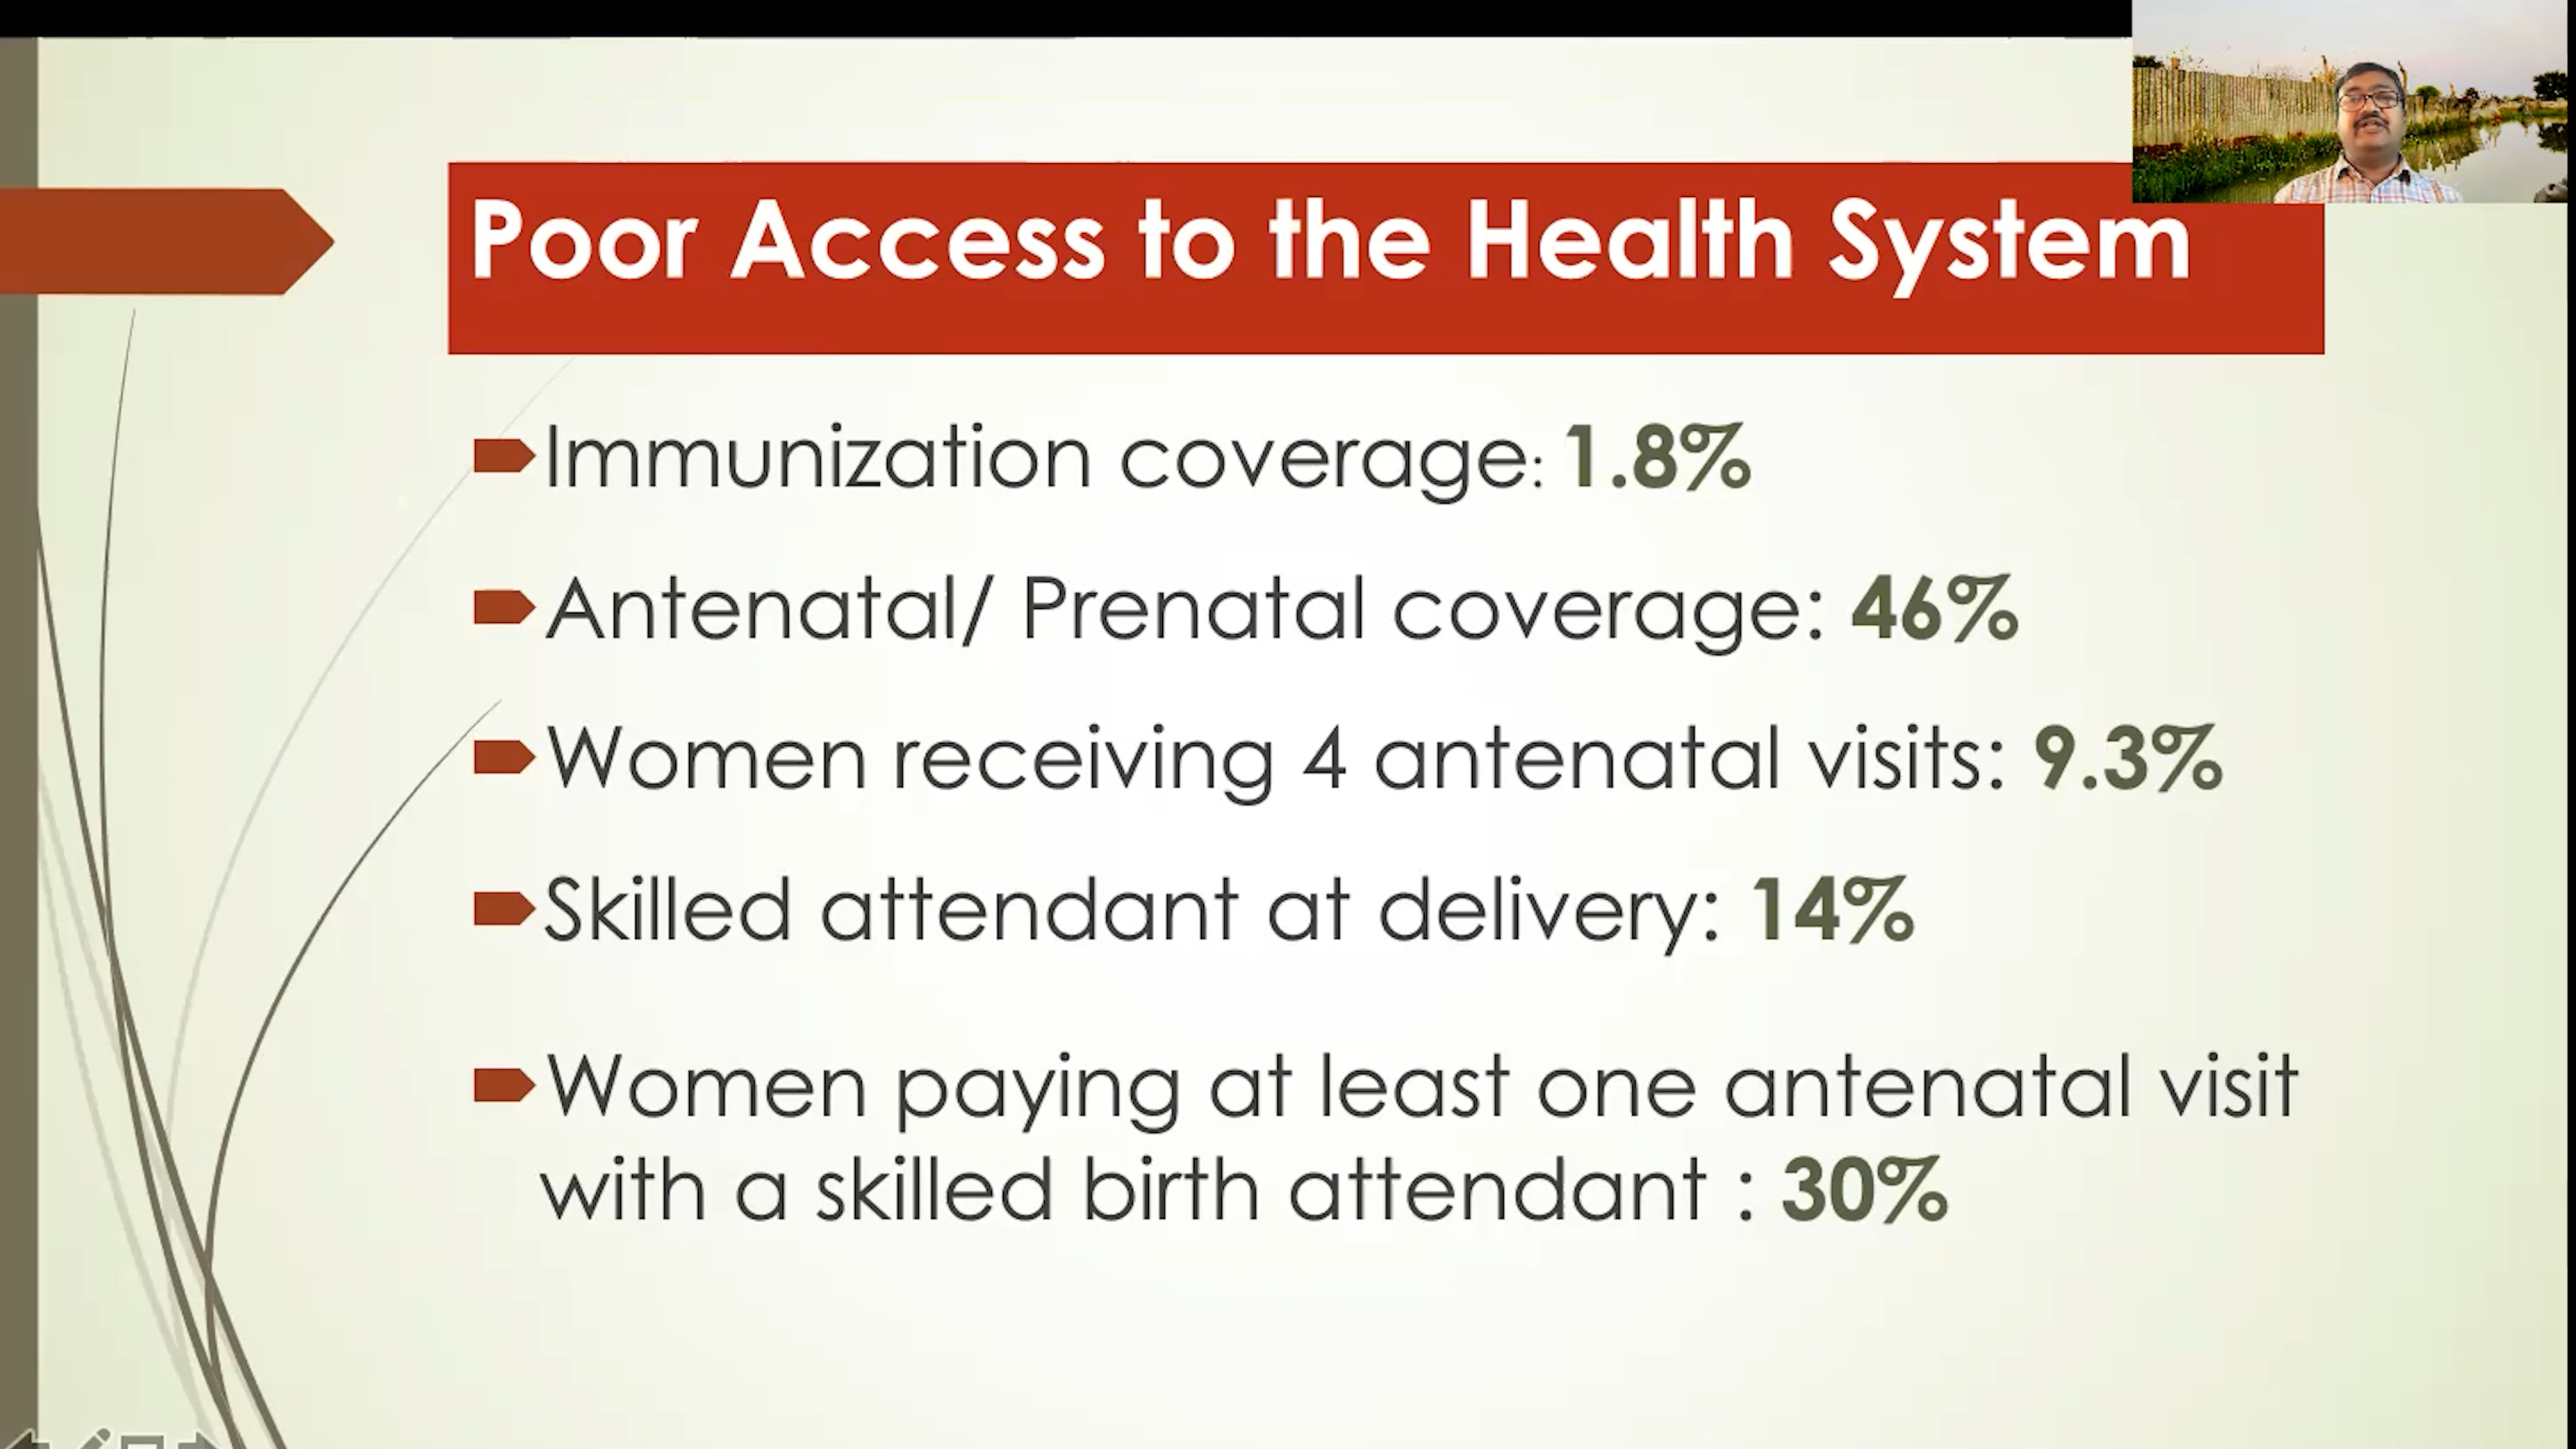 Poor Access to the Health System
Immunization coverage: 1.8%
Antenatal/ Prenatal coverage: 46%
Women receiving 4 antenatal visits: 9.3%
Skilled attendant at delivery: 14%
Women paying at least one antenatal visit
with a skilled birth attendant : 30%